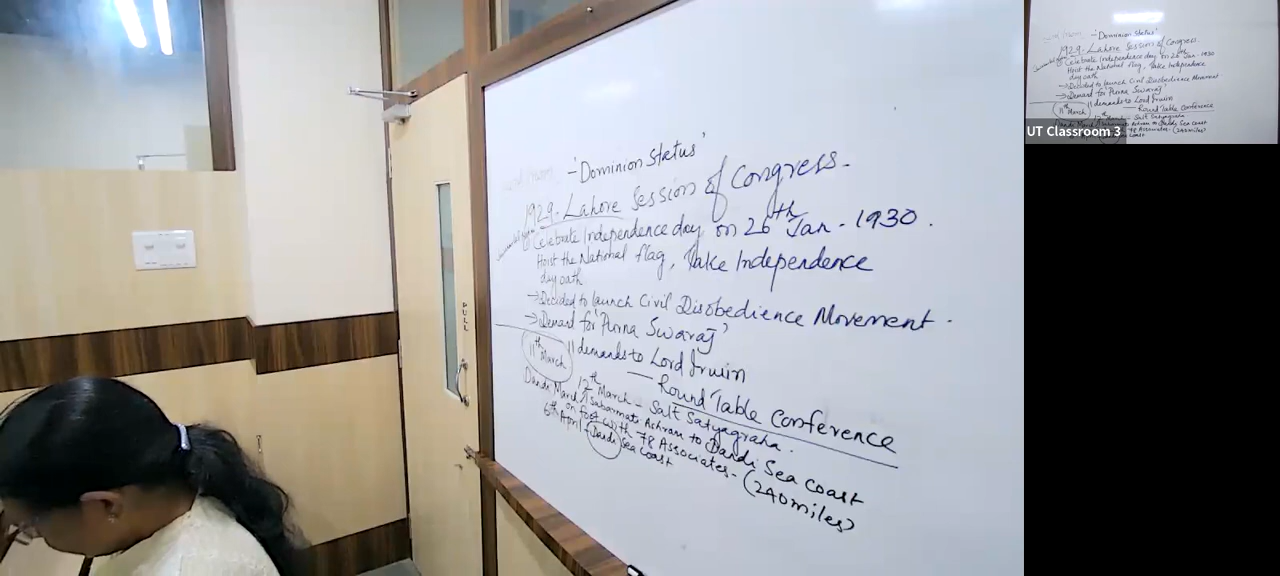 - 'Dominion Status'
1929 - Lahore Session of Congress.
Celebrate Independence day on 26th Jan - 1930.
Hoist the National flag, Take Independence
day oath
→ Decided to launch Civil Disobedience Movement.
→ Demand for 'Purna Swaraj'
11th March
11 demands to Lord Irwin
— Round Table Conference
12th March - Salt Satyagraha.
Dandi March Sabarmati Ashram to Dandi Sea coast
on foot with 78 Associates - (240 miles)
6th April - Dandi Sea coast
PULL
UT Classroom 3